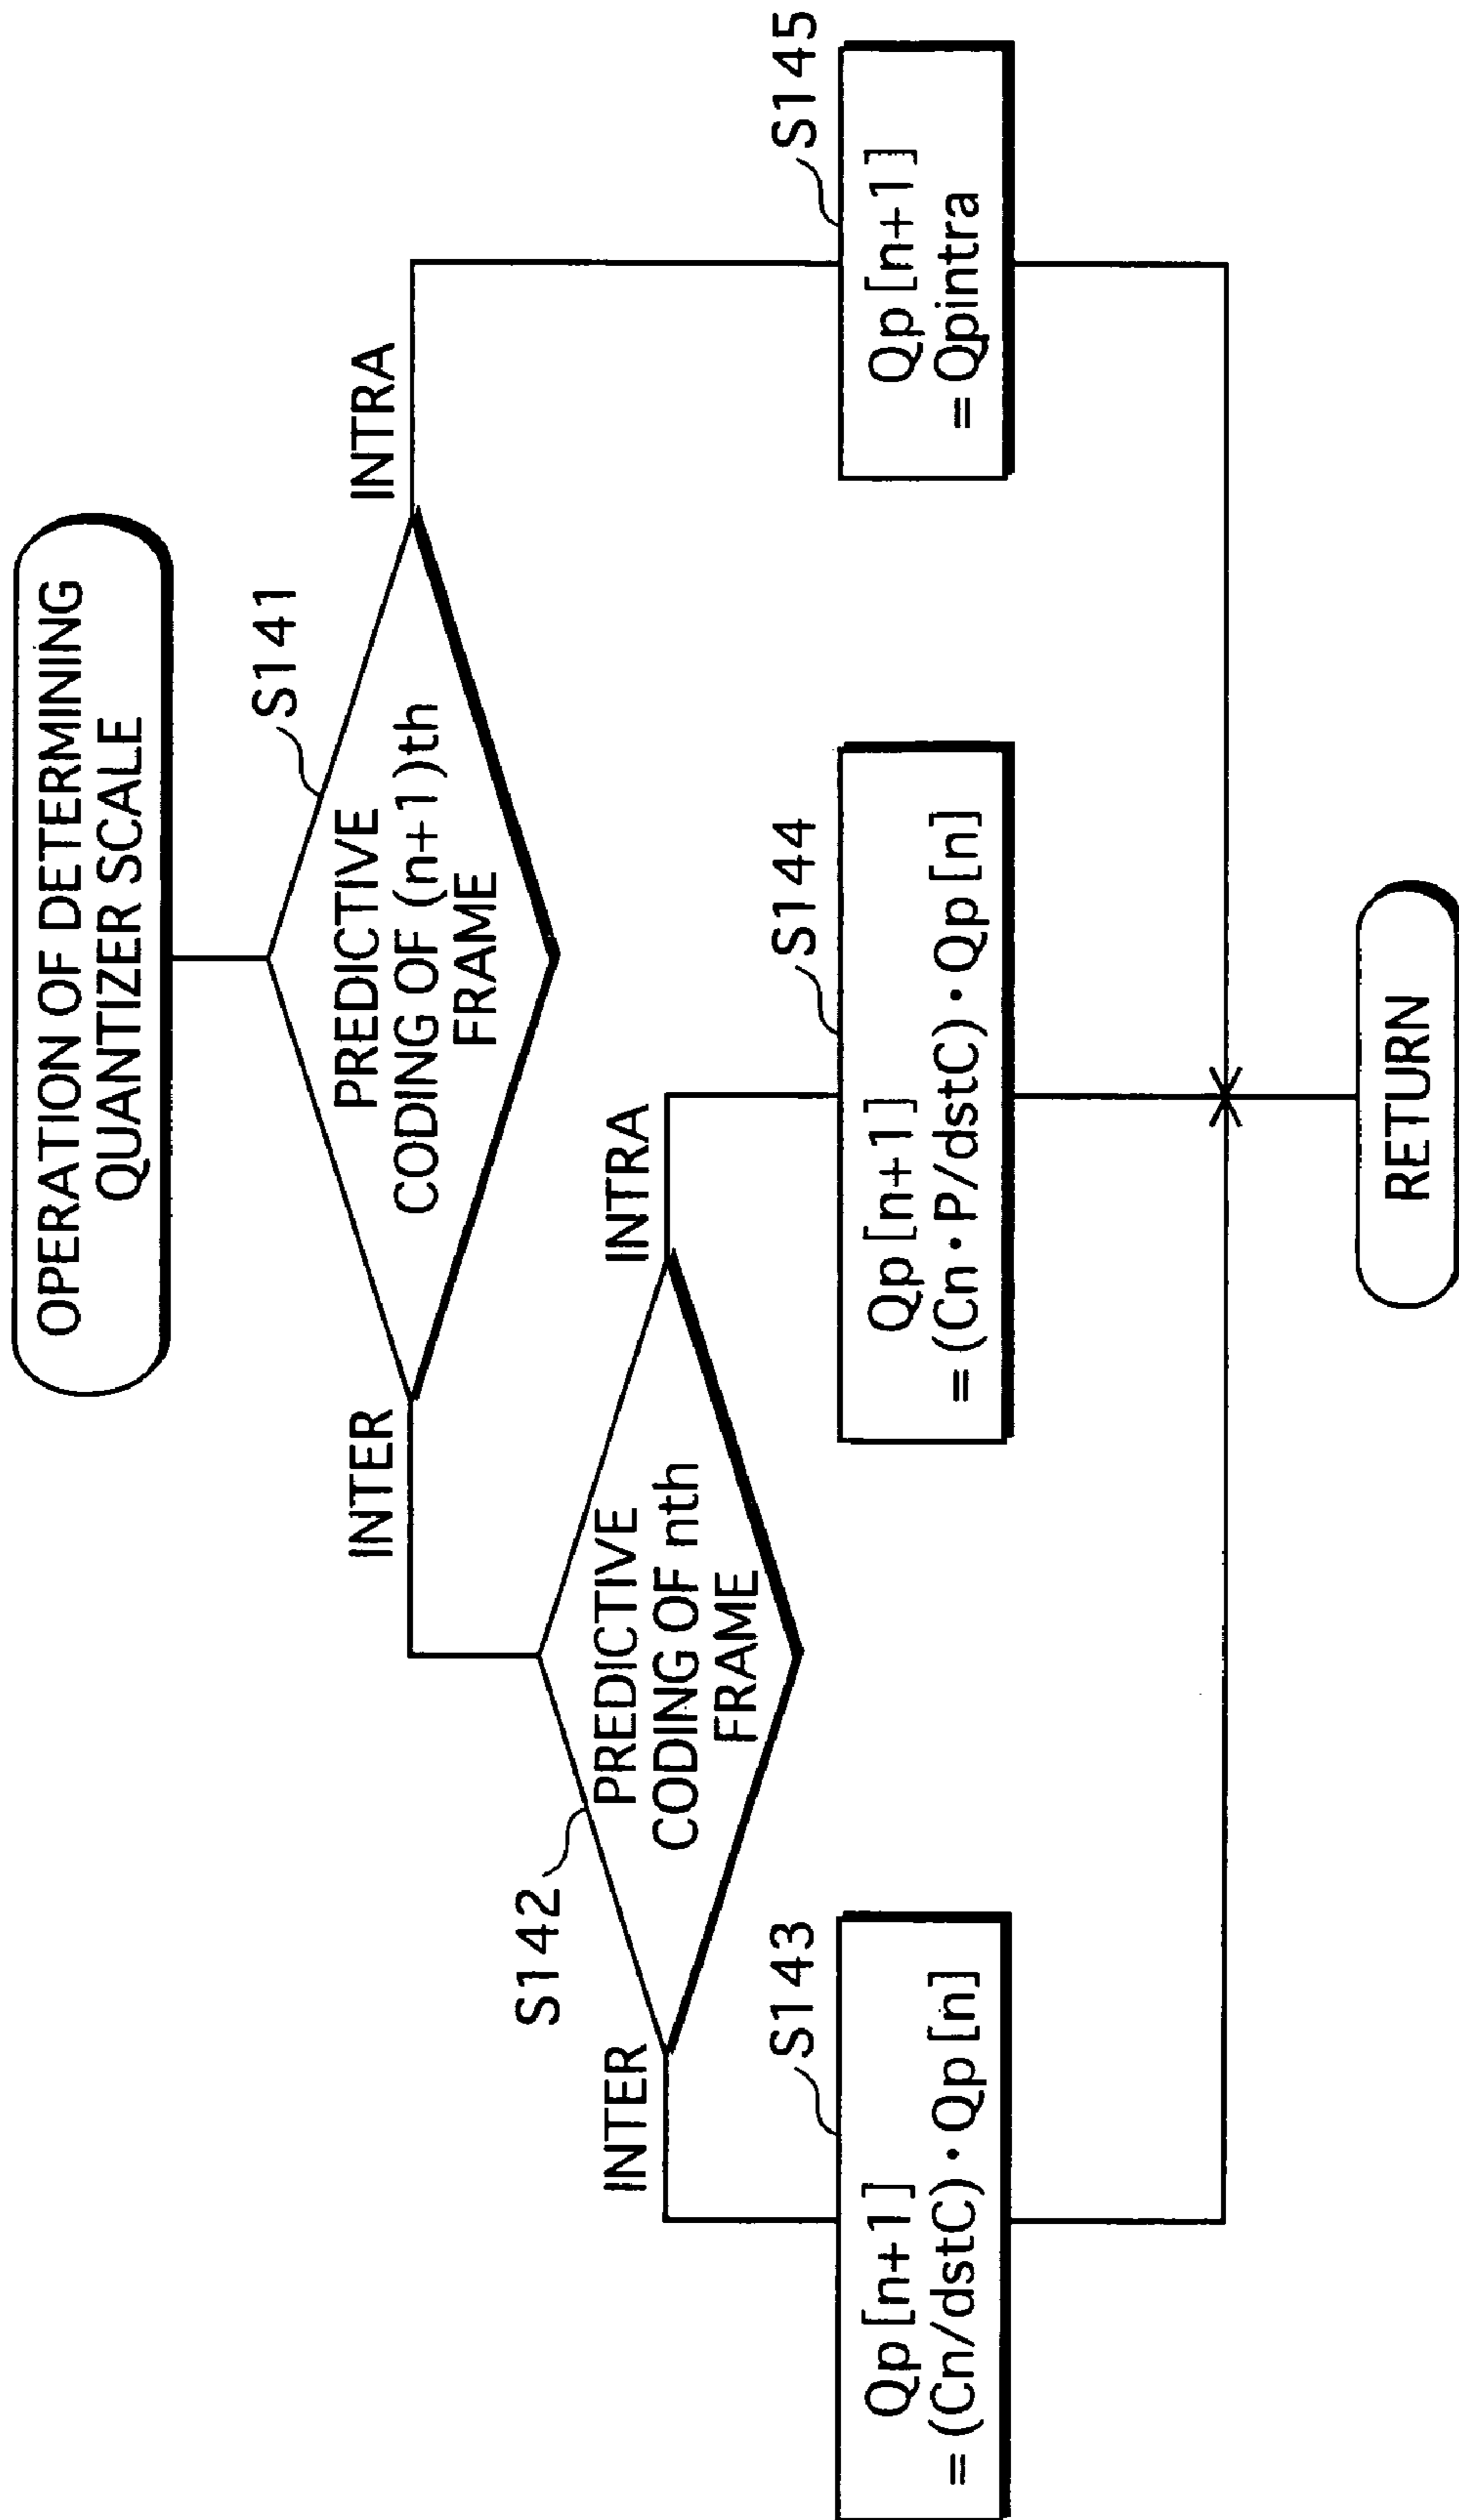 OPERATION OF DETERMINING
QUANTIZER SCALE
S141
PREDICTIVE
CODING OF (n+1)th
FRAME
INTER
INTRA
S142
PREDICTIVE
CODING OF nth
FRAME
INTER
INTRA
S143
Qp[n+1]
=(Cn/dstC)·Qp[n]
S144
Qp[n+1]
=(Cn·P/dstC)·Qp[n]
S145
Qp[n+1]
=Qpintra
RETURN